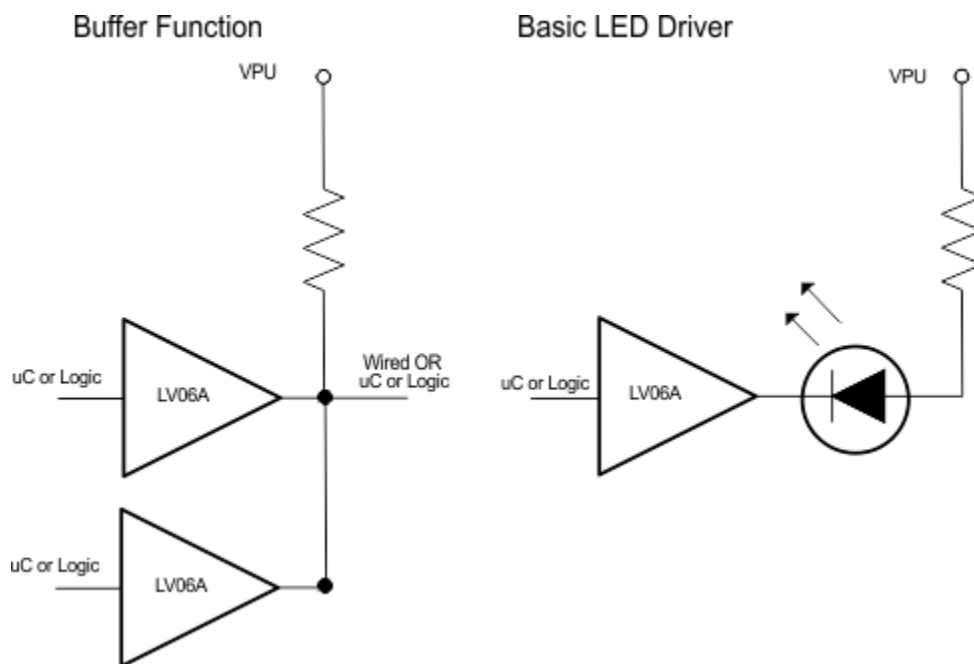 Buffer Function
Basic LED Driver
VPU
VPU
Wired OR
uC or Logic
uC or Logic
LV06A
uC or Logic
LV06A
uC or Logic
LV06A